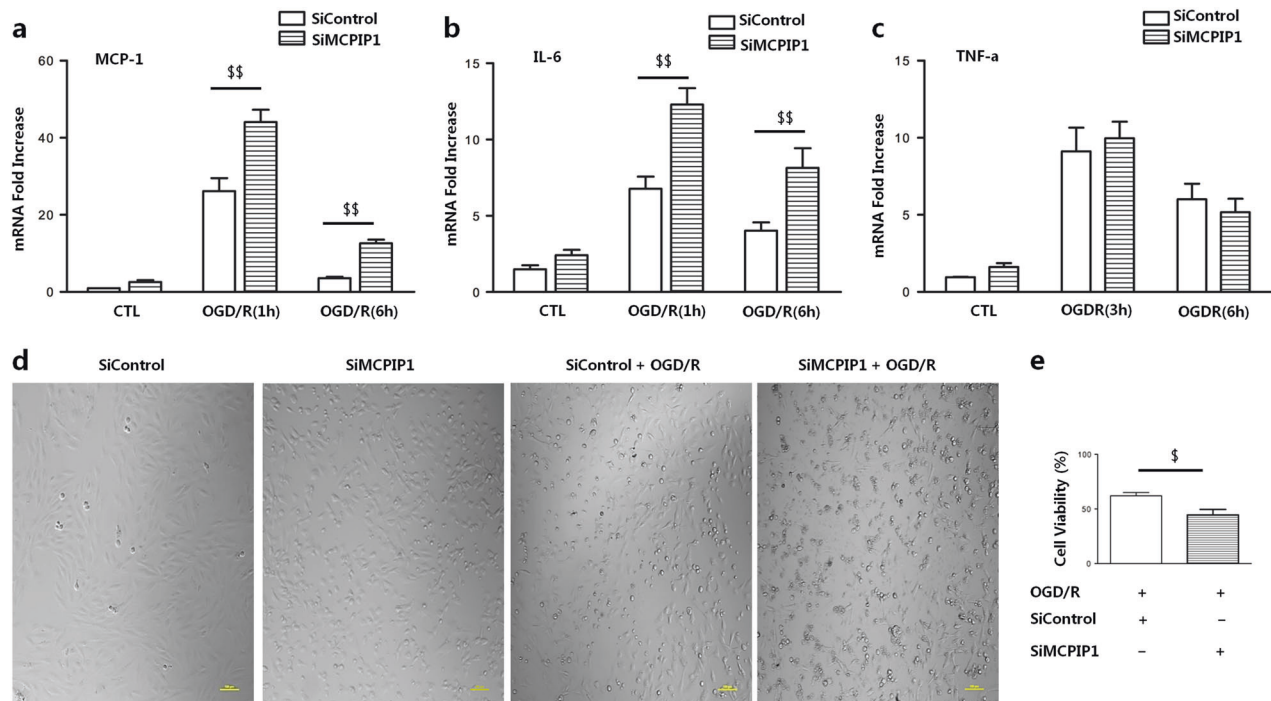 a
MCP-1
SiControl
SiMCPIP1
mRNA Fold Increase
60
40
20
0
$$
$$
CTL
OGD/R(1h)
OGD/R(6h)
b
IL-6
SiControl
SiMCPIP1
mRNA Fold Increase
15
10
5
0
$$
$$
CTL
OGD/R(1h)
OGD/R(6h)
c
TNF-a
SiControl
SiMCPIP1
mRNA Fold Increase
15
10
5
0
CTL
OGDR(3h)
OGDR(6h)
d
SiControl
SiMCPIP1
SiControl + OGD/R
SiMCPIP1 + OGD/R
e
Cell Viability (%)
100
50
0
$
OGD/R + +
SiControl + −
SiMCPIP1 − +